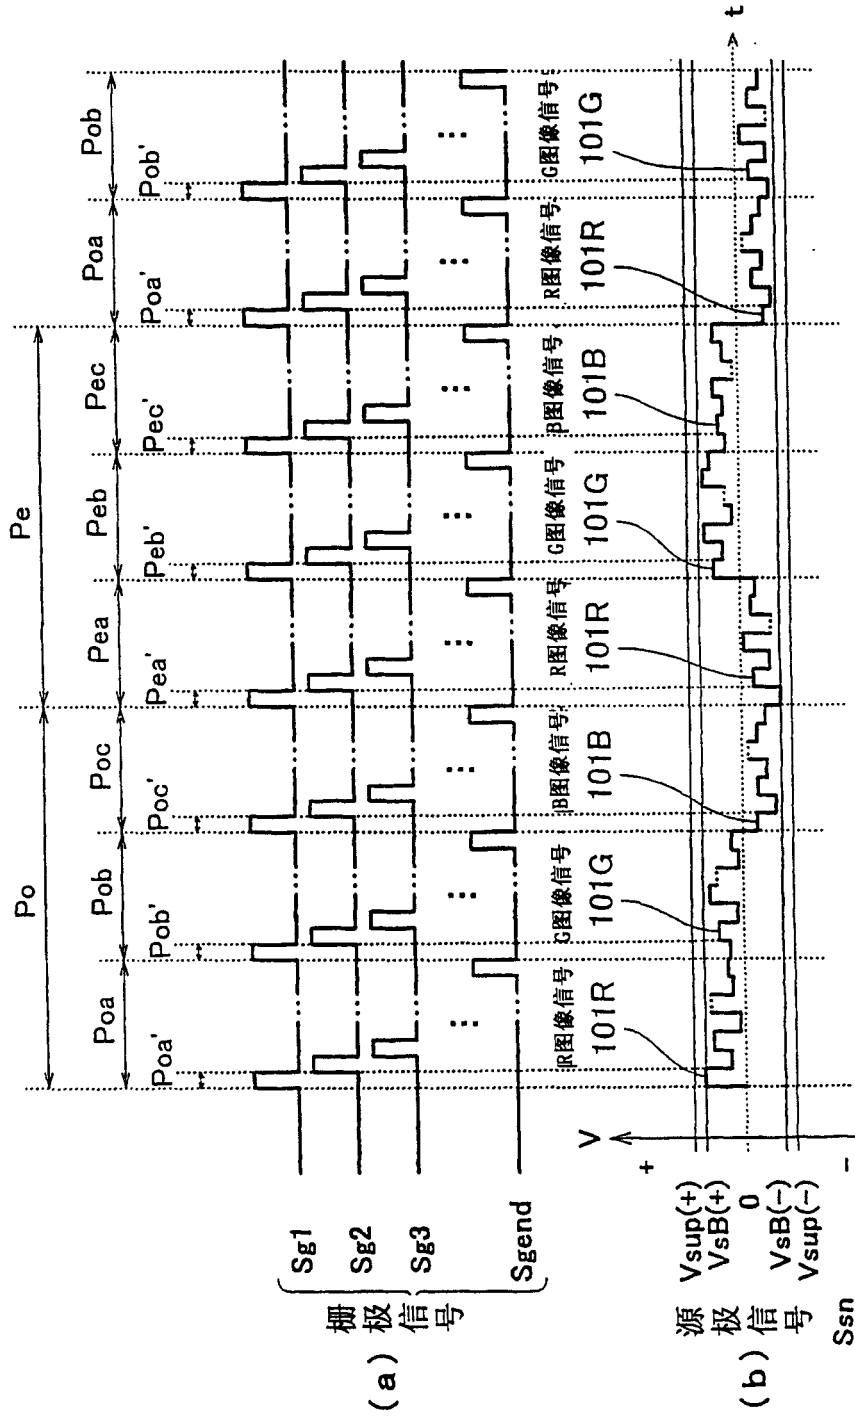 Po Pe
Poa Pob Poc Pea Peb Pec Poa Pob
Poa' Pob' Poc' Pea' Peb' Pec' Poa' Pob'
(a) 栅极信号
Sg1
Sg2
Sg3
Sgend
R图像信号 G图像信号 B图像信号 R图像信号 G图像信号 B图像信号 R图像信号 G图像信号
101R 101G 101B 101R 101G 101B 101R 101G
V
+
(b) 源极信号
Ssn
Vsup(+)
VsB(+)
0
VsB(-)
Vsup(-)
-
t